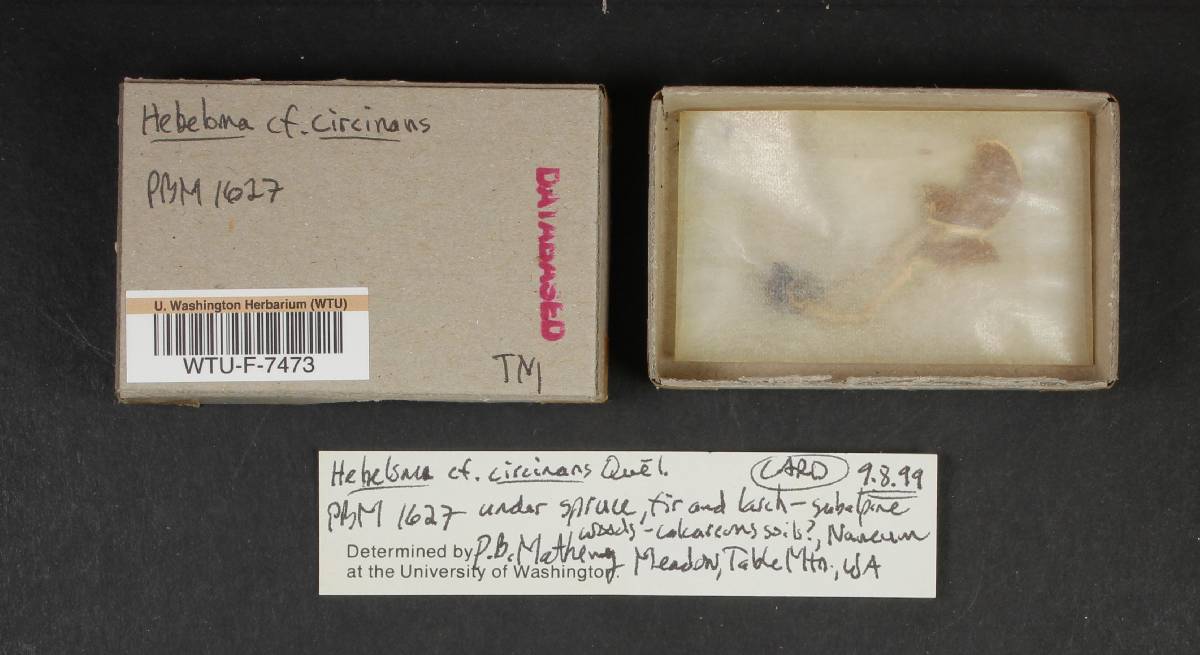 Hebeloma cf. circinans
PBM 1627
DATABASED
U. Washington Herbarium (WTU)
WTU-F-7473
TM
Hebeloma cf. circinans Quél. CARD 9.8.99
PBM 1627 under spruce, fir and larch - subalpine
woods - calcareous soils?, Naneum
Determined by P.B. Matheny Meadow, Table Mtn., WA
at the University of Washington.